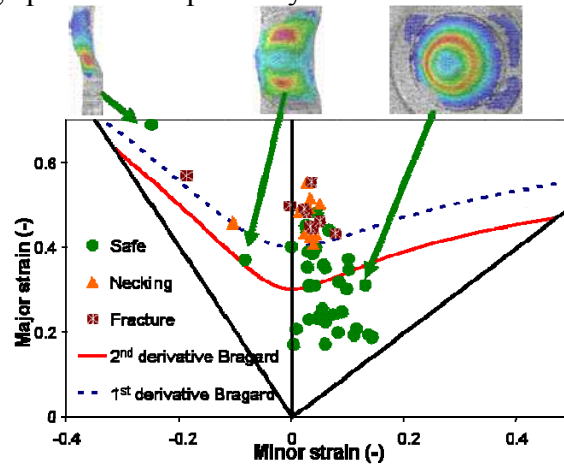 0.6
0.4
0.2
0
Major strain (-)
Safe
Necking
Fracture
2nd derivative Bragard
1st derivative Bragard
-0.4
-0.2
0
0.2
0.4
Minor strain (-)